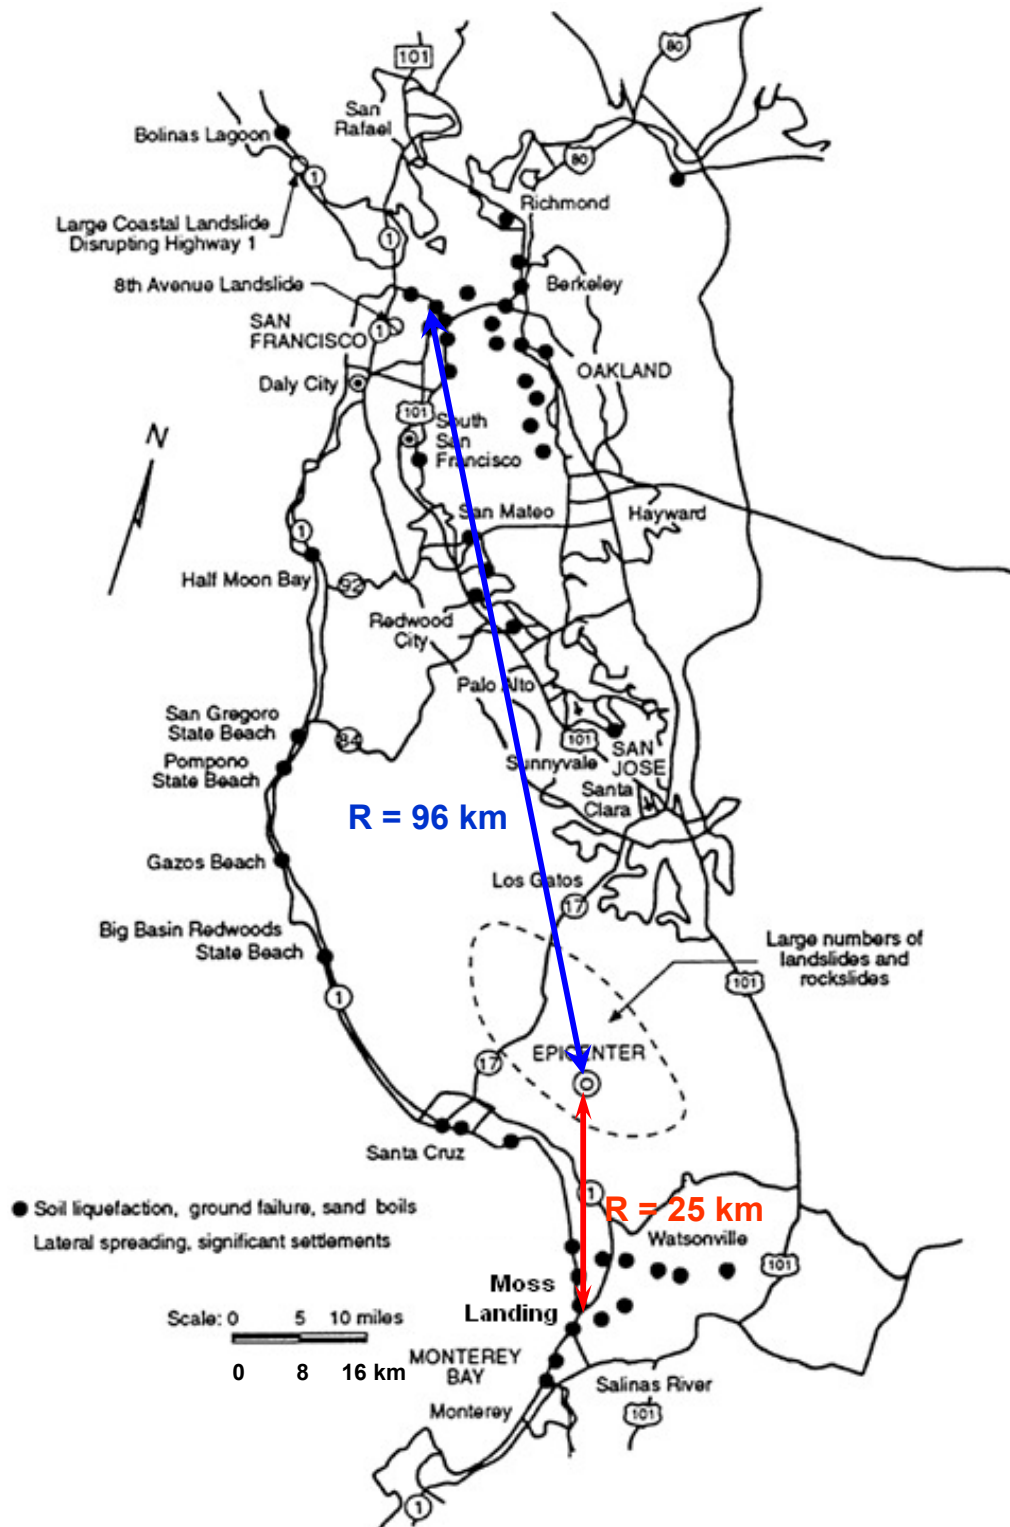 101
80
San
Rafael
Bolinas Lagoon
80
1
Richmond
Large Coastal Landslide
Disrupting Highway 1
1
8th Avenue Landslide
Berkeley
SAN
FRANCISCO
1
OAKLAND
Daly City
101
South
San
Francisco
N
San Mateo
Hayward
1
Half Moon Bay
92
Redwood
City
Palo Alto
San Gregoro
State Beach
84
101
SAN
JOSE
Pompono
State Beach
Sunnyvale
Santa
Clara
R = 96 km
Gazos Beach
Los Gatos
17
Big Basin Redwoods
State Beach
Large numbers of
landslides and
rockslides
101
1
EPICENTER
17
Santa Cruz
1
R = 25 km
Soil liquefaction, ground failure, sand boils
Lateral spreading, significant settlements
Watsonville
101
Moss
Landing
Scale: 0 5 10 miles
0 8 16 km
MONTEREY
BAY
Salinas River
Monterey
101
1